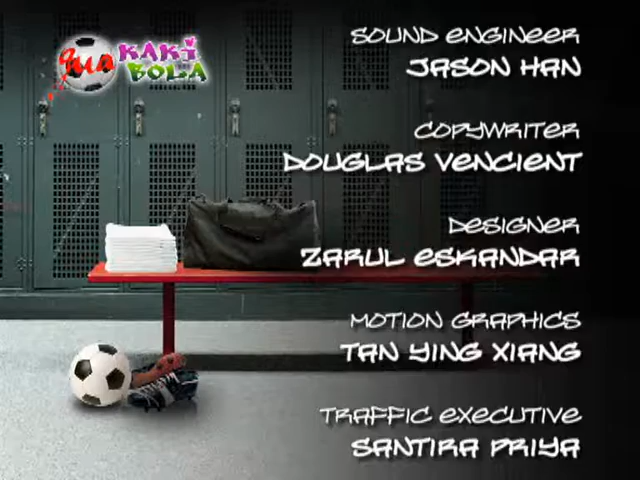 KAKI
BOLA
SOUND ENGINEER
JASON HAN
COPYWRITER
DOUGLAS VENCIENT
DESIGNER
ZARUL ESKANDAR
MOTION GRAPHICS
TAN YING XIANG
TRAFFIC EXECUTIVE
SANTIRA PRIYA